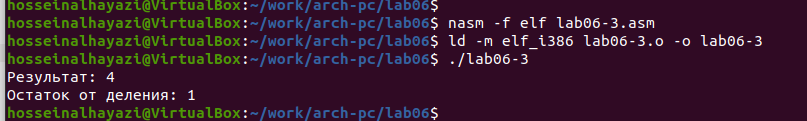 hosseinalhayazi@VirtualBox:~/work/arch-pc/lab06$
hosseinalhayazi@VirtualBox:~/work/arch-pc/lab06$ nasm -f elf lab06-3.asm
hosseinalhayazi@VirtualBox:~/work/arch-pc/lab06$ ld -m elf_i386 lab06-3.o -o lab06-3
hosseinalhayazi@VirtualBox:~/work/arch-pc/lab06$ ./lab06-3
Результат: 4
Остаток от деления: 1
hosseinalhayazi@VirtualBox:~/work/arch-pc/lab06$